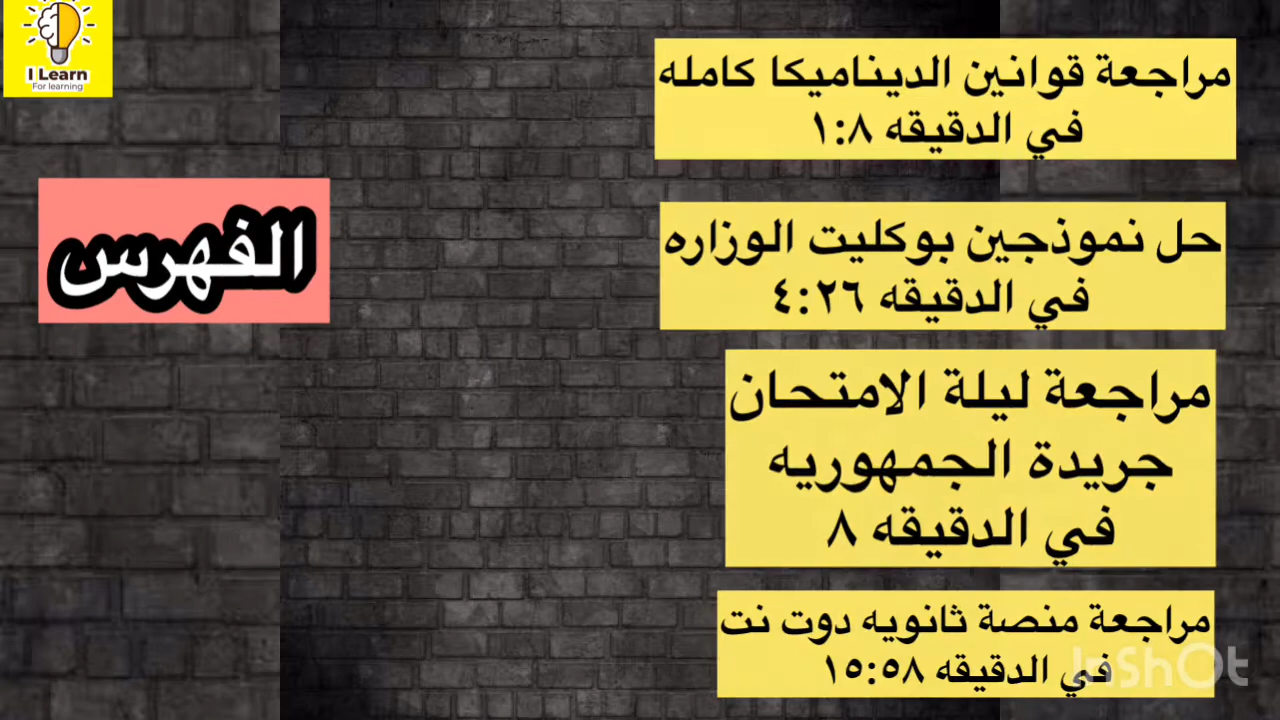 I Learn
For learning
مراجعة قوانين الديناميكا كامله
في الدقيقه ١:٨
الفهرس
حل نموذجين بوكليت الوزاره
في الدقيقه ٤:٢٦
مراجعة ليلة الامتحان
جريدة الجمهوريه
في الدقيقه ٨
مراجعة منصة ثانويه دوت نت
في الدقيقه ١٥:٥٨
InShOt